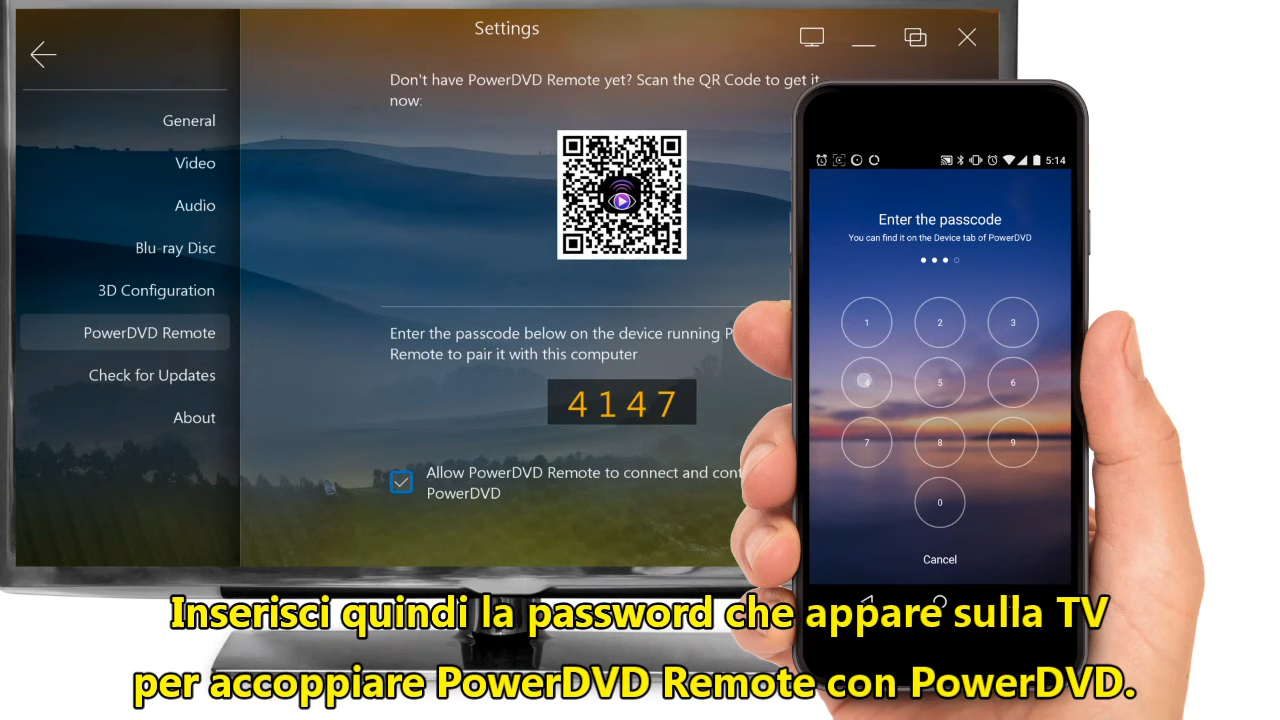 Settings
Don't have PowerDVD Remote yet? Scan the QR Code to get it
now:
General
Video
Audio
Blu-ray Disc
3D Configuration
PowerDVD Remote
Check for Updates
About
Enter the passcode below on the device running P
Remote to pair it with this computer
4147
Allow PowerDVD Remote to connect and cont
PowerDVD
5:14
Enter the passcode
You can find it on the Device tab of PowerDVD
1 2 3
4 5 6
7 8 9
0
Cancel
Inserisci quindi la password che appare sulla TV
per accoppiare PowerDVD Remote con PowerDVD.